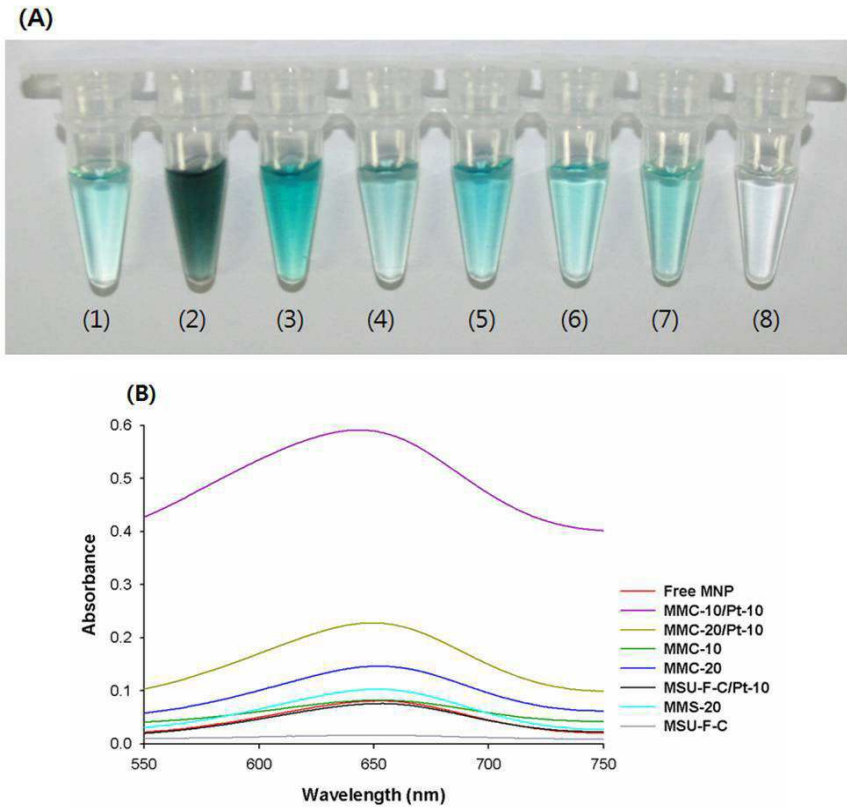 (A)
(1) (2) (3) (4) (5) (6) (7) (8)
(B)
0.6
0.5
0.4
0.3
0.2
0.1
0.0
Absorbance
550 600 650 700 750
Wavelength (nm)
Free MNP
MMC-10/Pt-10
MMC-20/Pt-10
MMC-10
MMC-20
MSU-F-C/Pt-10
MMS-20
MSU-F-C